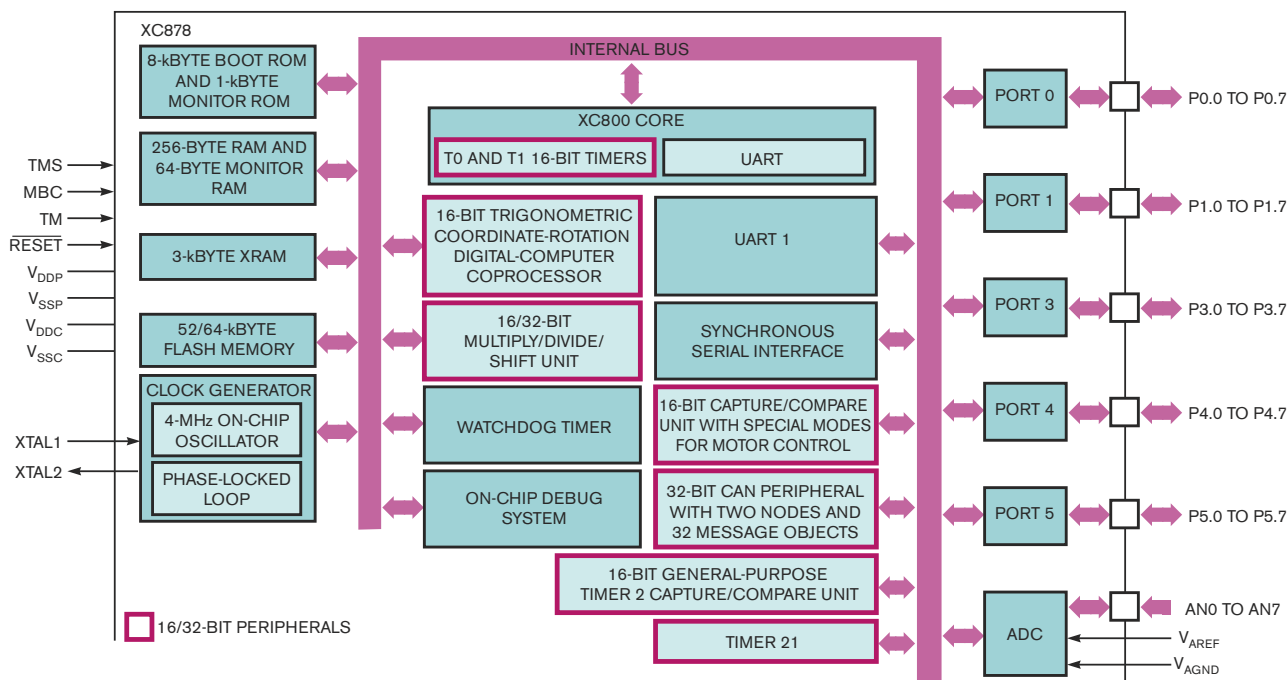 XC878
8-kBYTE BOOT ROM
AND 1-kBYTE
MONITOR ROM
256-BYTE RAM AND
64-BYTE MONITOR
RAM
3-kBYTE XRAM
52/64-kBYTE
FLASH MEMORY
CLOCK GENERATOR
4-MHz ON-CHIP
OSCILLATOR
PHASE-LOCKED
LOOP
TMS
MBC
TM
RESET
VDDP
VSSP
VDDC
VSSC
XTAL1
XTAL2
INTERNAL BUS
XC800 CORE
T0 AND T1 16-BIT TIMERS
UART
16-BIT TRIGONOMETRIC
COORDINATE-ROTATION
DIGITAL-COMPUTER
COPROCESSOR
UART 1
16/32-BIT
MULTIPLY/DIVIDE/
SHIFT UNIT
SYNCHRONOUS
SERIAL INTERFACE
WATCHDOG TIMER
16-BIT CAPTURE/COMPARE
UNIT WITH SPECIAL MODES
FOR MOTOR CONTROL
ON-CHIP DEBUG
SYSTEM
32-BIT CAN PERIPHERAL
WITH TWO NODES AND
32 MESSAGE OBJECTS
16-BIT GENERAL-PURPOSE
TIMER 2 CAPTURE/COMPARE UNIT
TIMER 21
PORT 0
P0.0 TO P0.7
PORT 1
P1.0 TO P1.7
PORT 3
P3.0 TO P3.7
PORT 4
P4.0 TO P4.7
PORT 5
P5.0 TO P5.7
ADC
AN0 TO AN7
VAREF
VAGND
16/32-BIT PERIPHERALS